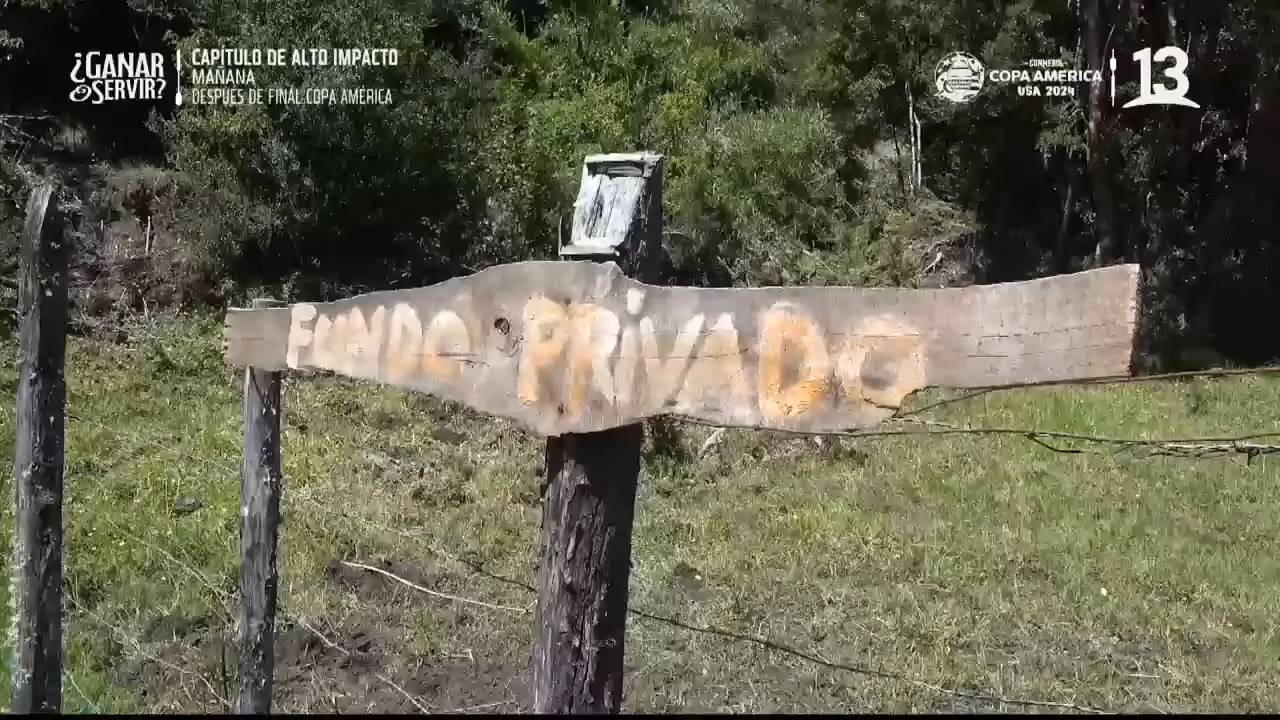 ¿GANAR
o SERVIR?
CAPÍTULO DE ALTO IMPACTO
MAÑANA
DESPUÉS DE FINAL COPA AMÉRICA
CONMEBOL
COPA AMERICA
USA 2024
13
FUNDO PRIVADO